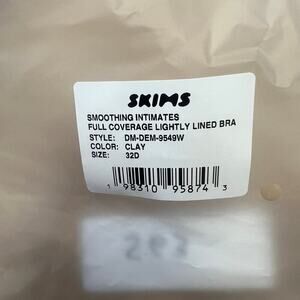 SKIMS
SMOOTHING INTIMATES
FULL COVERAGE LIGHTLY LINED BRA
STYLE: DM-DEM-9549W
COLOR: CLAY
SIZE: 32D
1 98310 95874 3